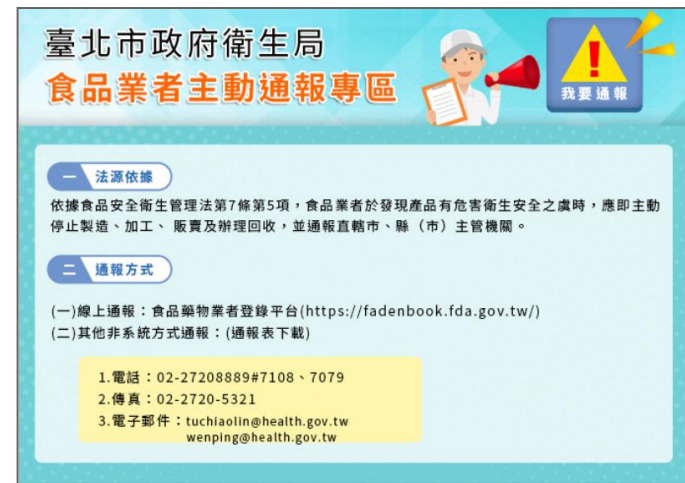 臺北市政府衛生局
食品業者主動通報專區
我要通報
一 法源依據
依據食品安全衛生管理法第7條第5項，食品業者於發現產品有危害衛生安全之虞時，應即主動
停止製造、加工、 販賣及辦理回收，並通報直轄市、縣（市）主管機關。
二 通報方式
(一)線上通報：食品藥物業者登錄平台(https://fadenbook.fda.gov.tw/)
(二)其他非系統方式通報：(通報表下載)
1.電話：02-27208889#7108、7079
2.傳真：02-2720-5321
3.電子郵件：tuchiaolin@health.gov.tw
wenping@health.gov.tw